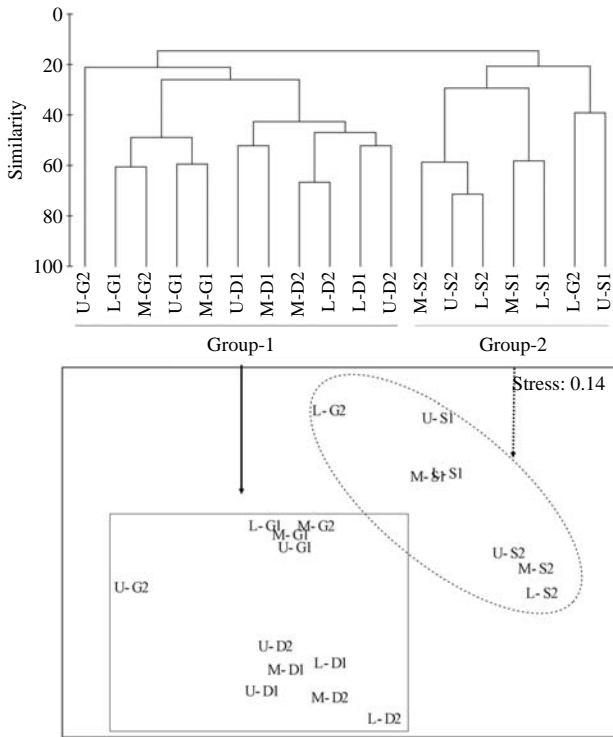 0
20
40
60
80
100
Similarity
U-G2 L-G1 M-G2 U-G1 M-G1 U-D1 M-D1 M-D2 L-D2 L-D1 U-D2 M-S2 U-S2 L-S2 M-S1 L-S1 L-G2 U-S1
Group-1 Group-2
Stress: 0.14
L-G2 U-S1
M-S1 L-S1
L-G1 M-G2
M-G1
U-G1
U-S2
M-S2
U-G2 L-S2
U-D2
M-D1 L-D1
U-D1 M-D2
L-D2